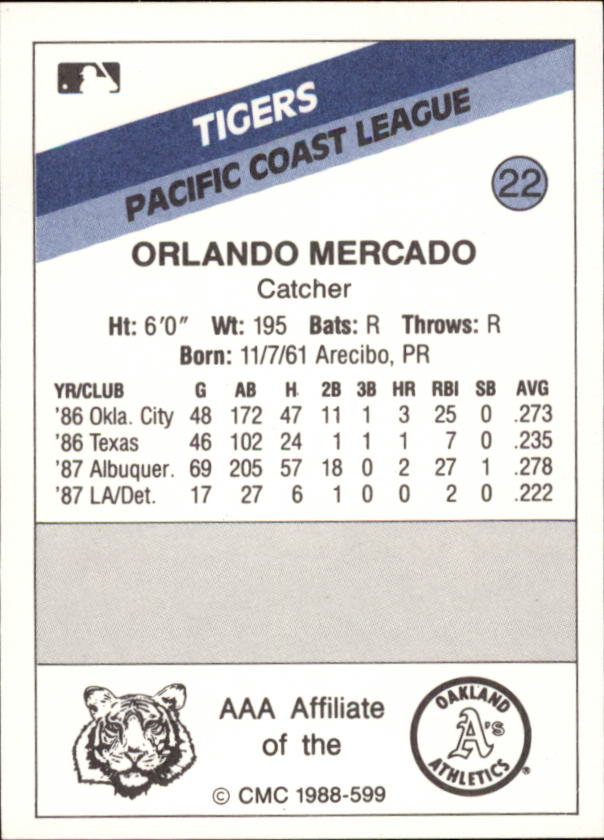 TIGERS
PACIFIC COAST LEAGUE
22
ORLANDO MERCADO
Catcher
Ht: 6'0" Wt: 195 Bats: R Throws: R
Born: 11/7/61 Arecibo, PR
YR/CLUB G AB H 2B 3B HR RBI SB AVG
'86 Okla. City 48 172 47 11 1 3 25 0 .273
'86 Texas 46 102 24 1 1 1 7 0 .235
'87 Albuquer. 69 205 57 18 0 2 27 1 .278
'87 LA/Det. 17 27 6 1 0 0 2 0 .222
AAA Affiliate
of the
© CMC 1988-599
OAKLAND
A's
ATHLETICS®